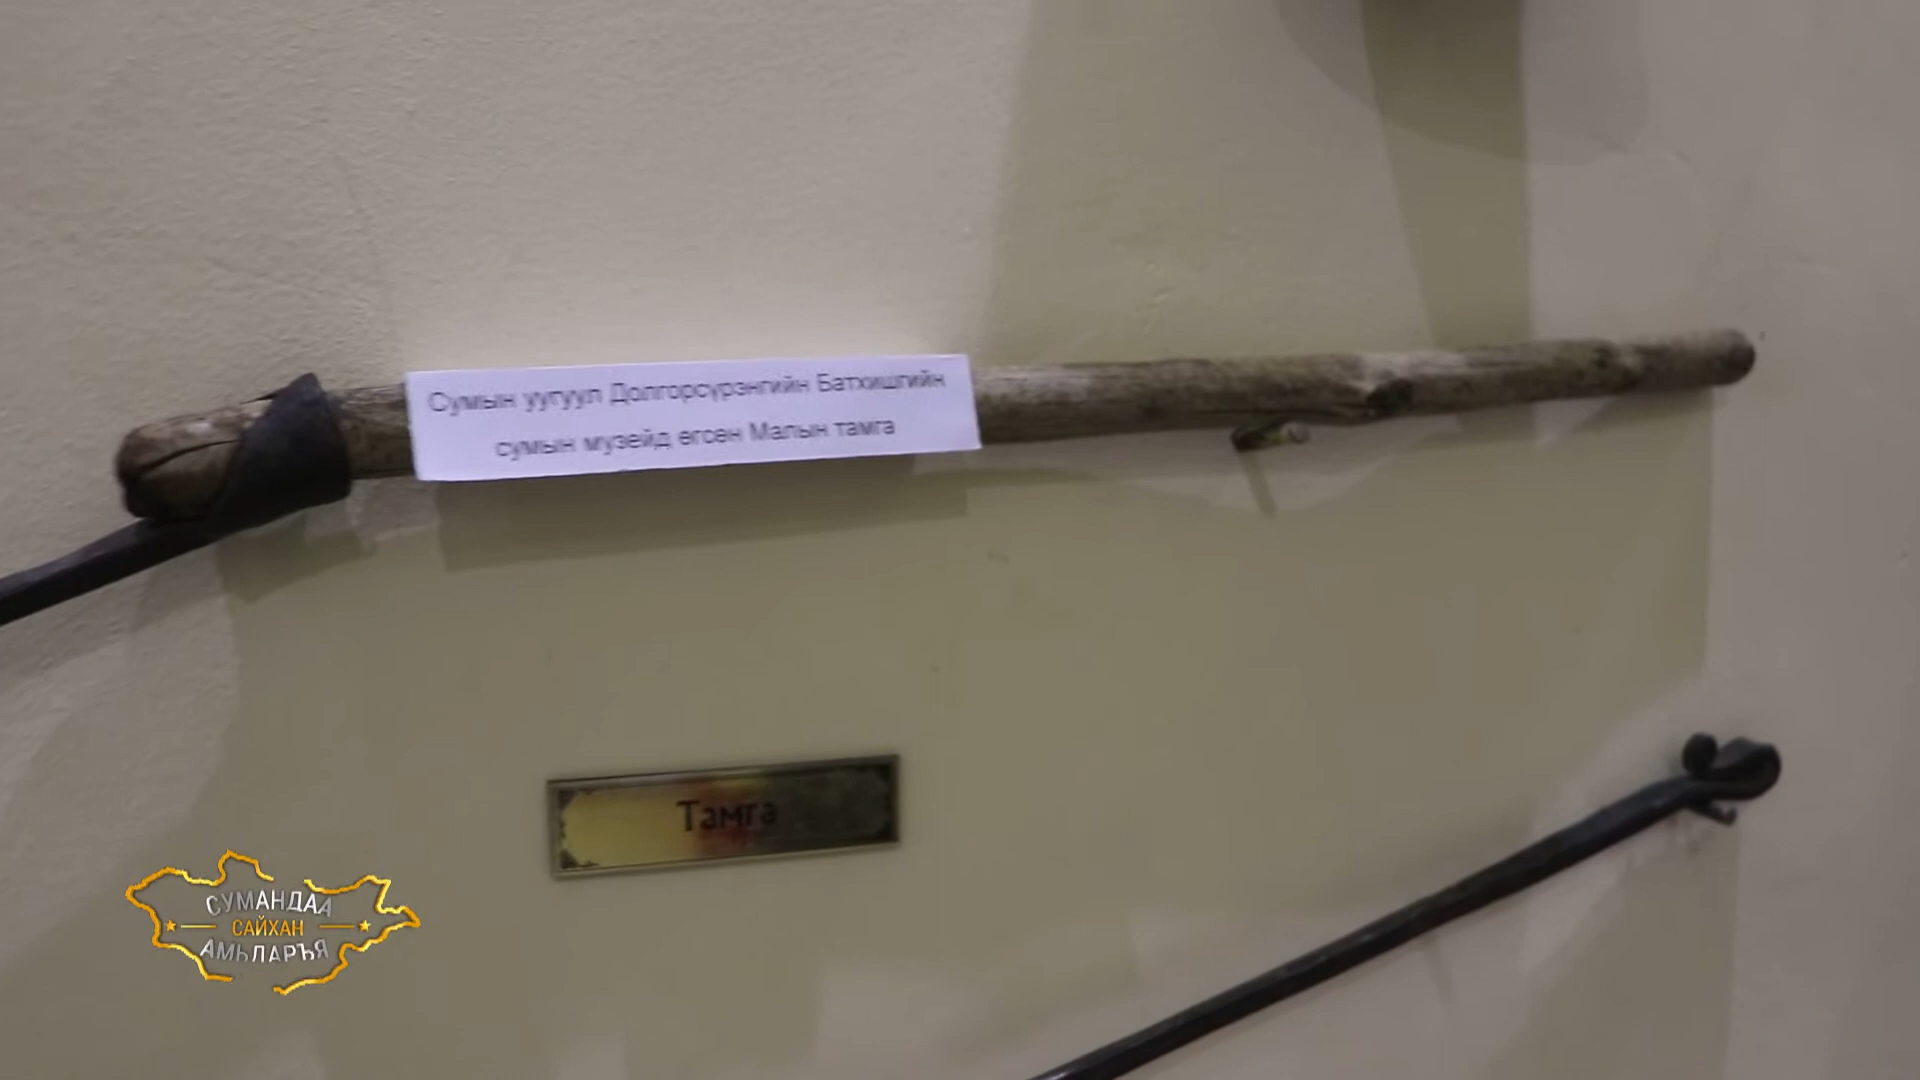 Сумын уугуул Долгорсүрэнгийн Батхишгийн
сумын музейд өгсөн Малын тамга
Тамга
СУМАНДАА
САЙХАН
АМЬДАРЪЯ